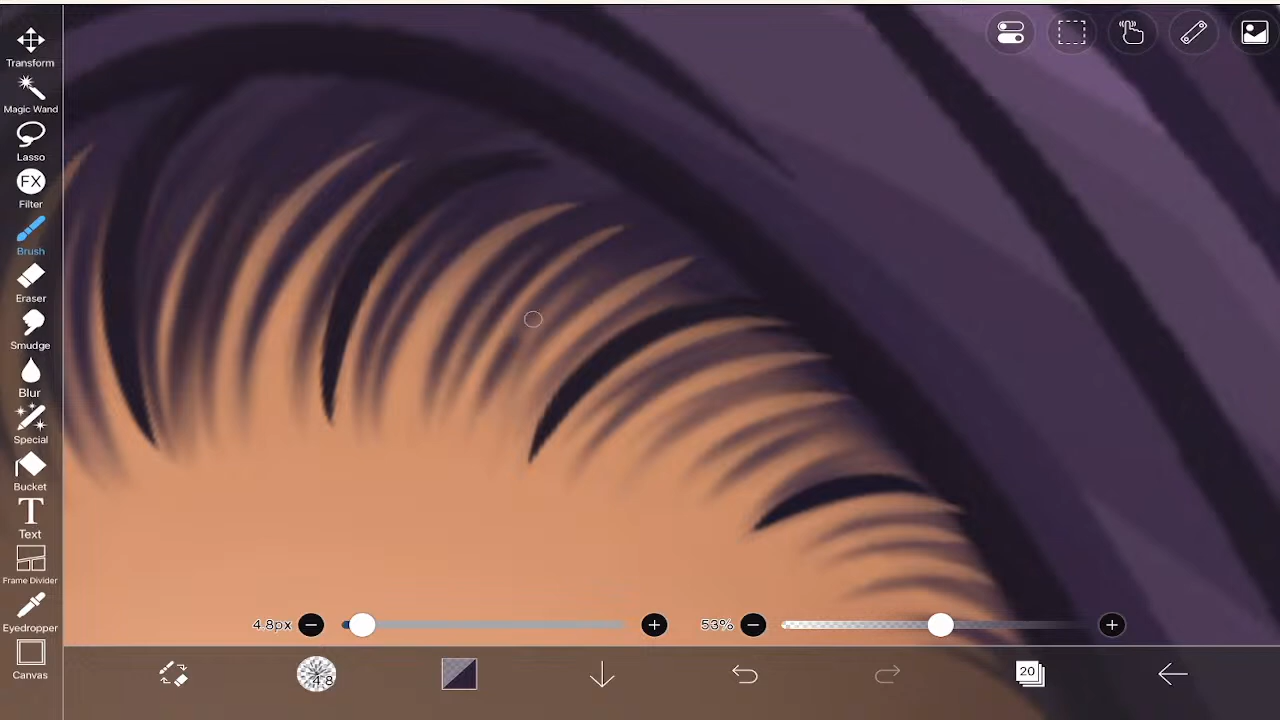 Transform
Magic Wand
Lasso
FX
Filter
Brush
Eraser
Smudge
Blur
Special
Bucket
T
Text
Frame Divider
Eyedropper
Canvas
4.8px
53%
4.8
20